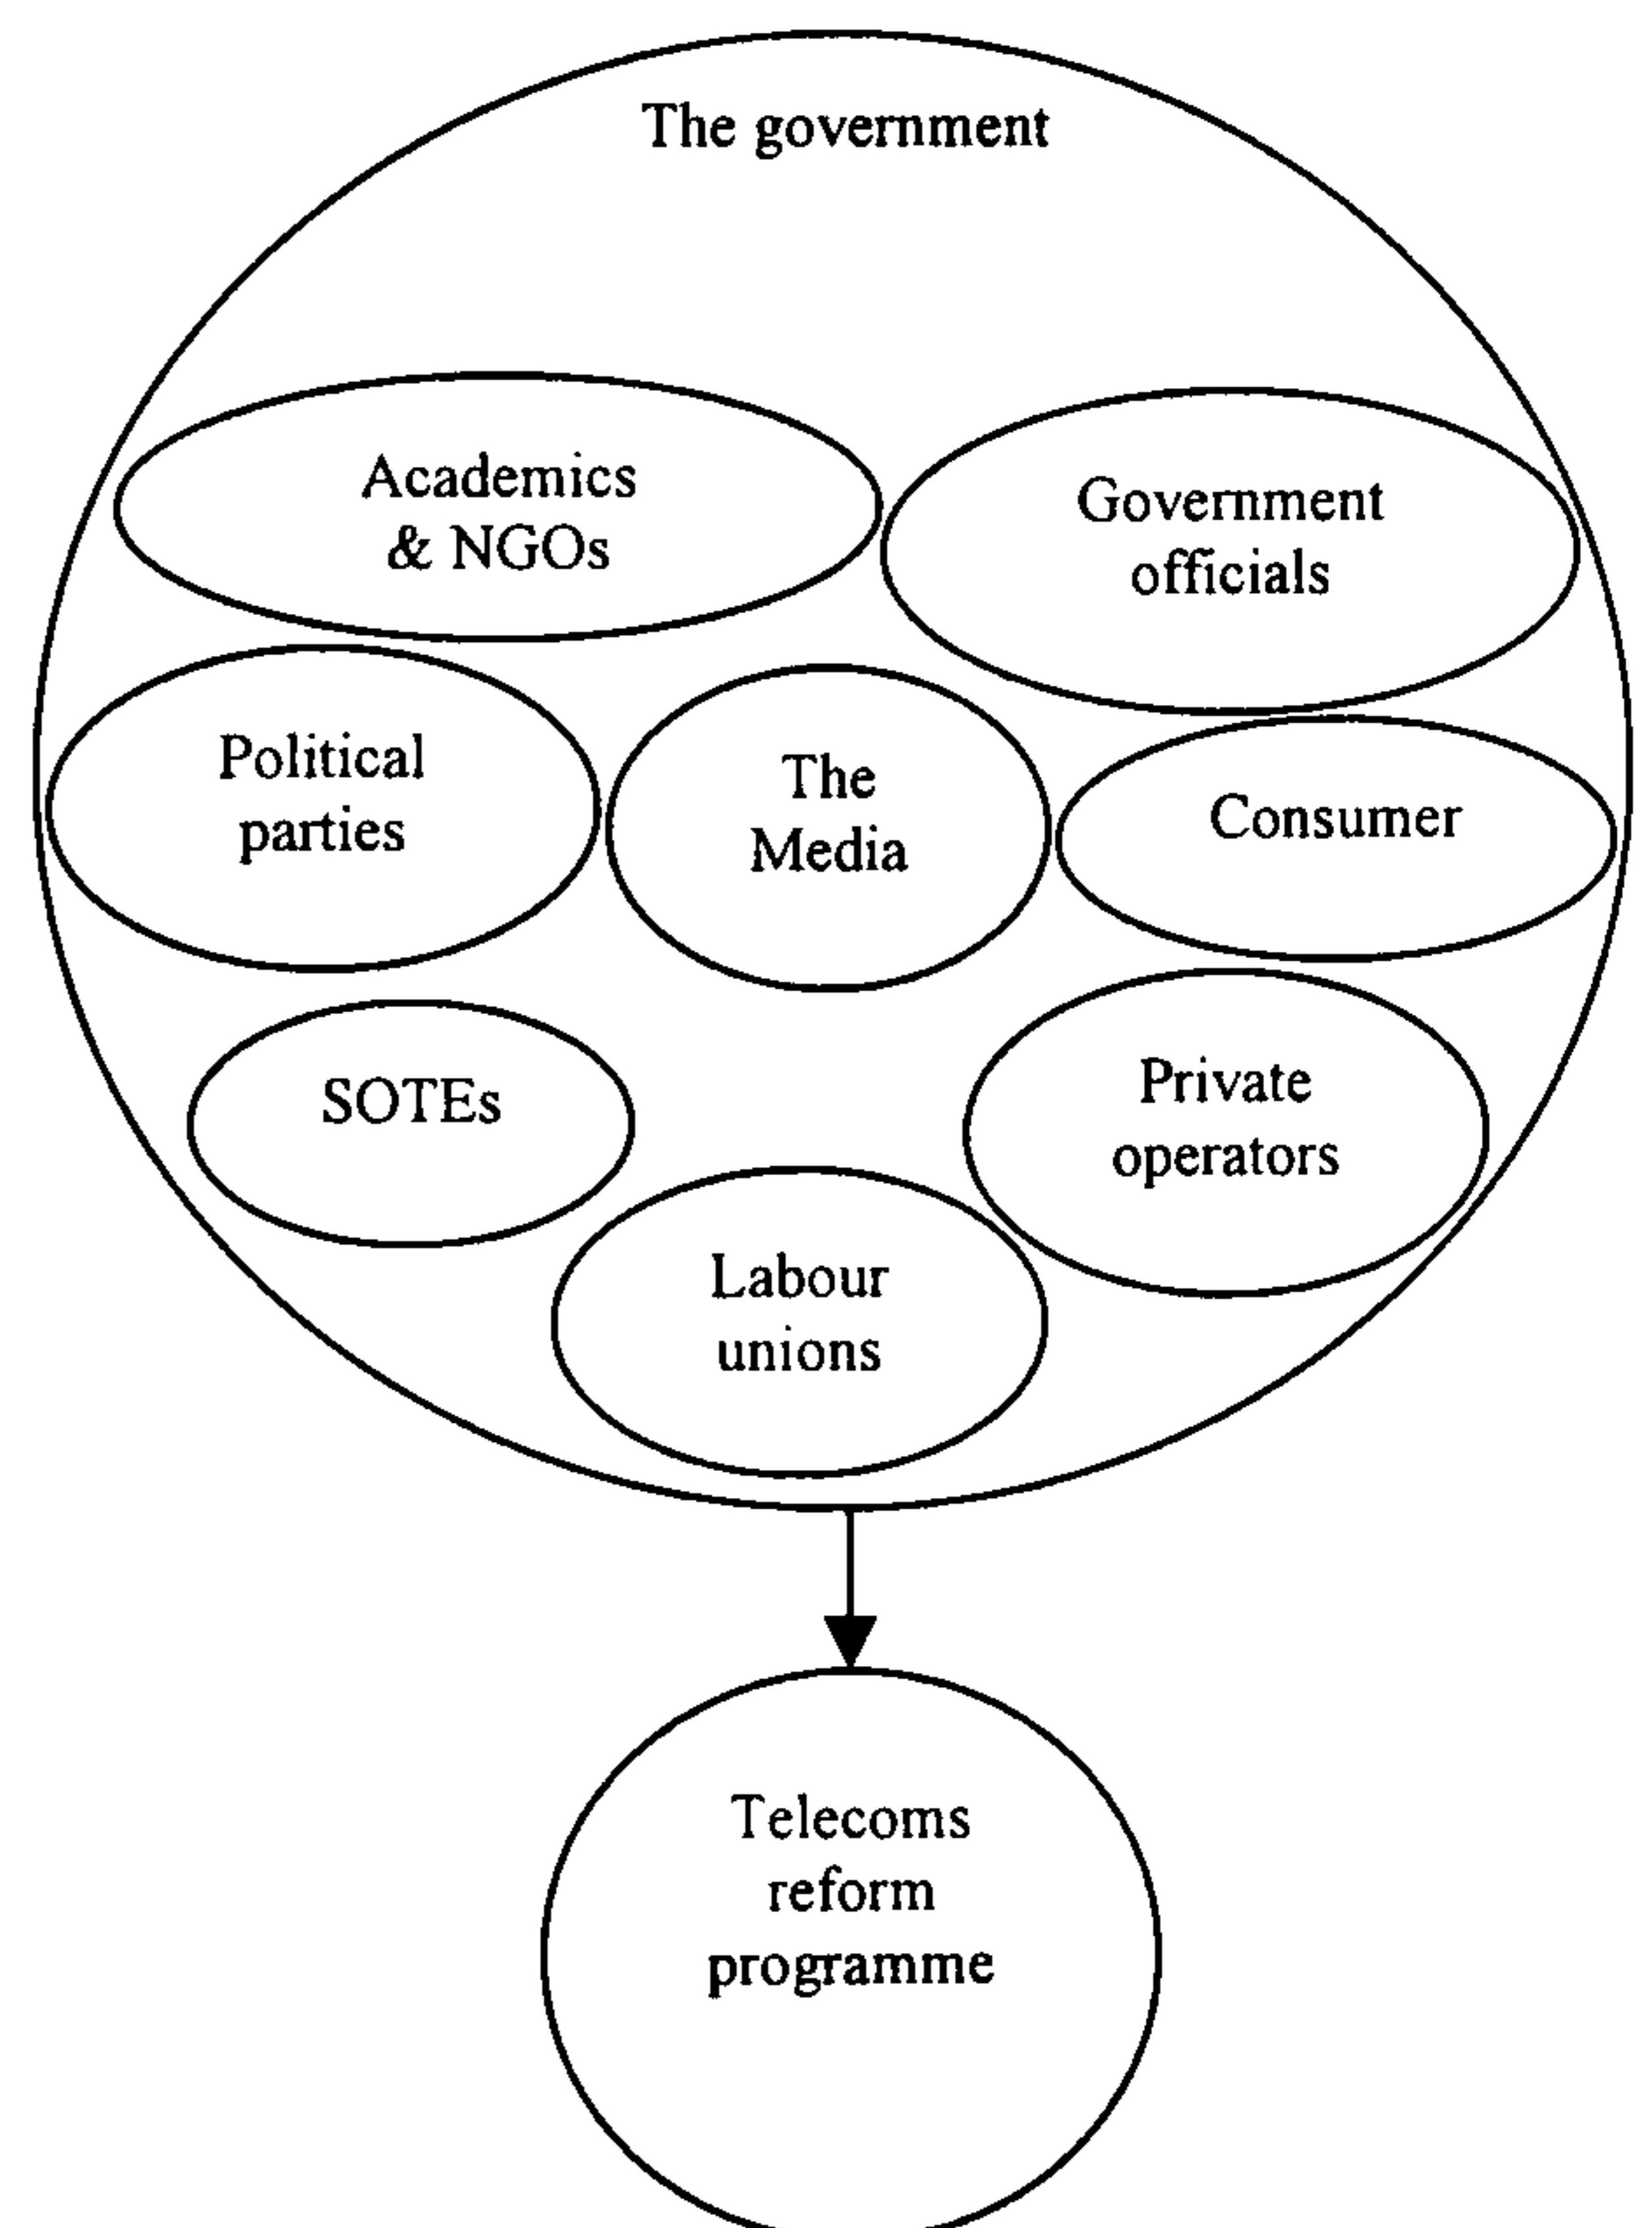 The government
Academics
& NGOs
Government
officials
Political
parties
The
Media
Consumer
SOTEs
Private
operators
Labour
unions
Telecoms
reform
programme